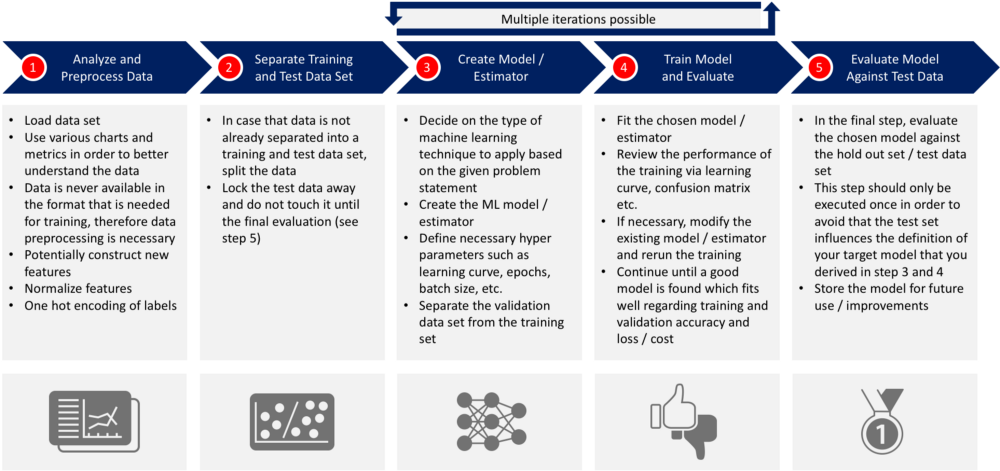 Multiple iterations possible
1
Analyze and
Preprocess Data
2
Separate Training
and Test Data Set
3
Create Model /
Estimator
4
Train Model
and Evaluate
5
Evaluate Model
Against Test Data
• Load data set
• Use various charts and
metrics in order to better
understand the data
• Data is never available in
the format that is needed
for training, therefore data
preprocessing is necessary
• Potentially construct new
features
• Normalize features
• One hot encoding of labels
• In case that data is not
already separated into a
training and test data set,
split the data
• Lock the test data away
and do not touch it until
the final evaluation (see
step 5)
• Decide on the type of
machine learning
technique to apply based
on the given problem
statement
• Create the ML model /
estimator
• Define necessary hyper
parameters such as
learning curve, epochs,
batch size, etc.
• Separate the validation
data set from the training
set
• Fit the chosen model /
estimator
• Review the performance of
the training via learning
curve, confusion matrix
etc.
• If necessary, modify the
existing model / estimator
and rerun the training
• Continue until a good
model is found which fits
well regarding training and
validation accuracy and
loss / cost
• In the final step, evaluate
the chosen model against
the hold out set / test data
set
• This step should only be
executed once in order to
avoid that the test set
influences the definition of
your target model that you
derived in step 3 and 4
• Store the model for future
use / improvements
1